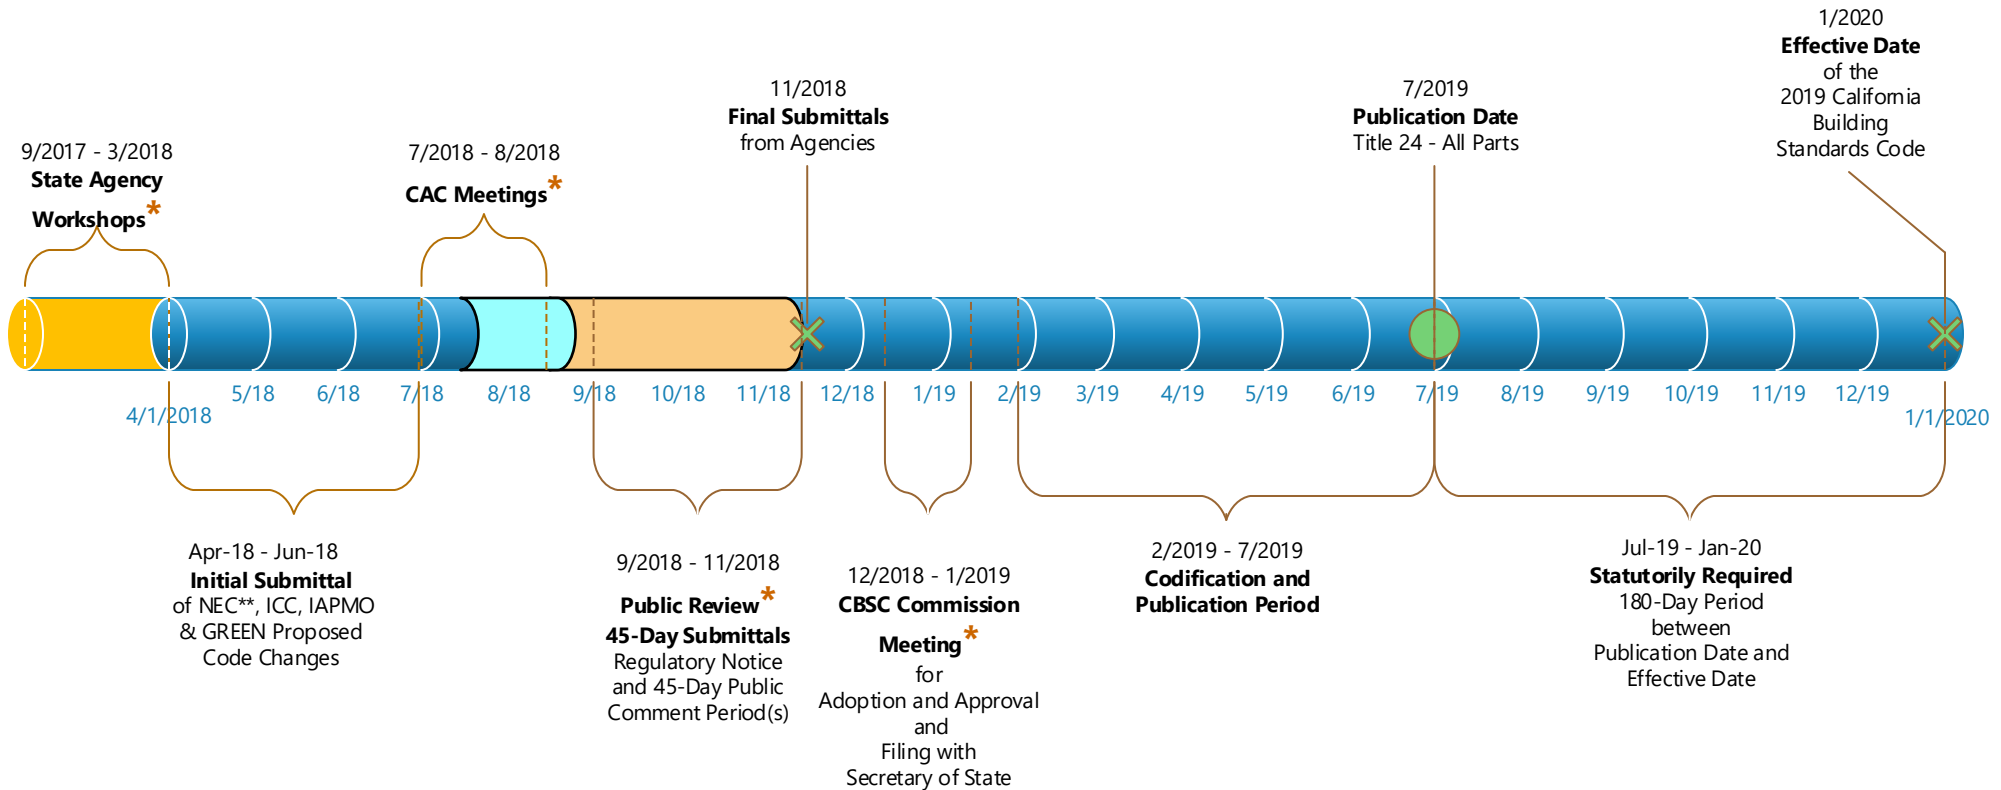 1/2020
Effective Date
of the
2019 California
Building
Standards Code
11/2018
Final Submittals
from Agencies
7/2019
Publication Date
Title 24 - All Parts
9/2017 - 3/2018
State Agency
Workshops*
7/2018 - 8/2018
CAC Meetings*
4/1/2018
5/18
6/18
7/18
8/18
9/18
10/18
11/18
12/18
1/19
2/19
3/19
4/19
5/19
6/19
7/19
8/19
9/19
10/19
11/19
12/19
1/1/2020
Apr-18 - Jun-18
Initial Submittal
of NEC**, ICC, IAPMO
& GREEN Proposed
Code Changes
9/2018 - 11/2018
Public Review*
45-Day Submittals
Regulatory Notice
and 45-Day Public
Comment Period(s)
12/2018 - 1/2019
CBSC Commission
Meeting*
for
Adoption and Approval
and
Filing with
Secretary of State
2/2019 - 7/2019
Codification and
Publication Period
Jul-19 - Jan-20
Statutorily Required
180-Day Period
between
Publication Date and
Effective Date